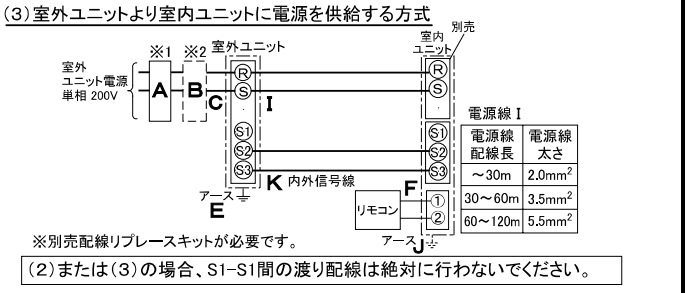 (3)室外ユニットより室内ユニットに電源を供給する方式
※1 ※2 室外ユニット
室内
ユニット
別売
室外
ユニット電源
単相 200V
A
B
C
R
S
I
R
S
S1
S2
S3
S1
S2
S3
K 内外信号線
アース
E
F
リモコン
①
②
アース
J
電源線 I
電源線
配線長
電源線
太さ
～30m 2.0mm²
30～60m 3.5mm²
60～120m 5.5mm²
※別売配線リプレースキットが必要です。
(2)または(3)の場合、S1-S1間の渡り配線は絶対に行わないでください。